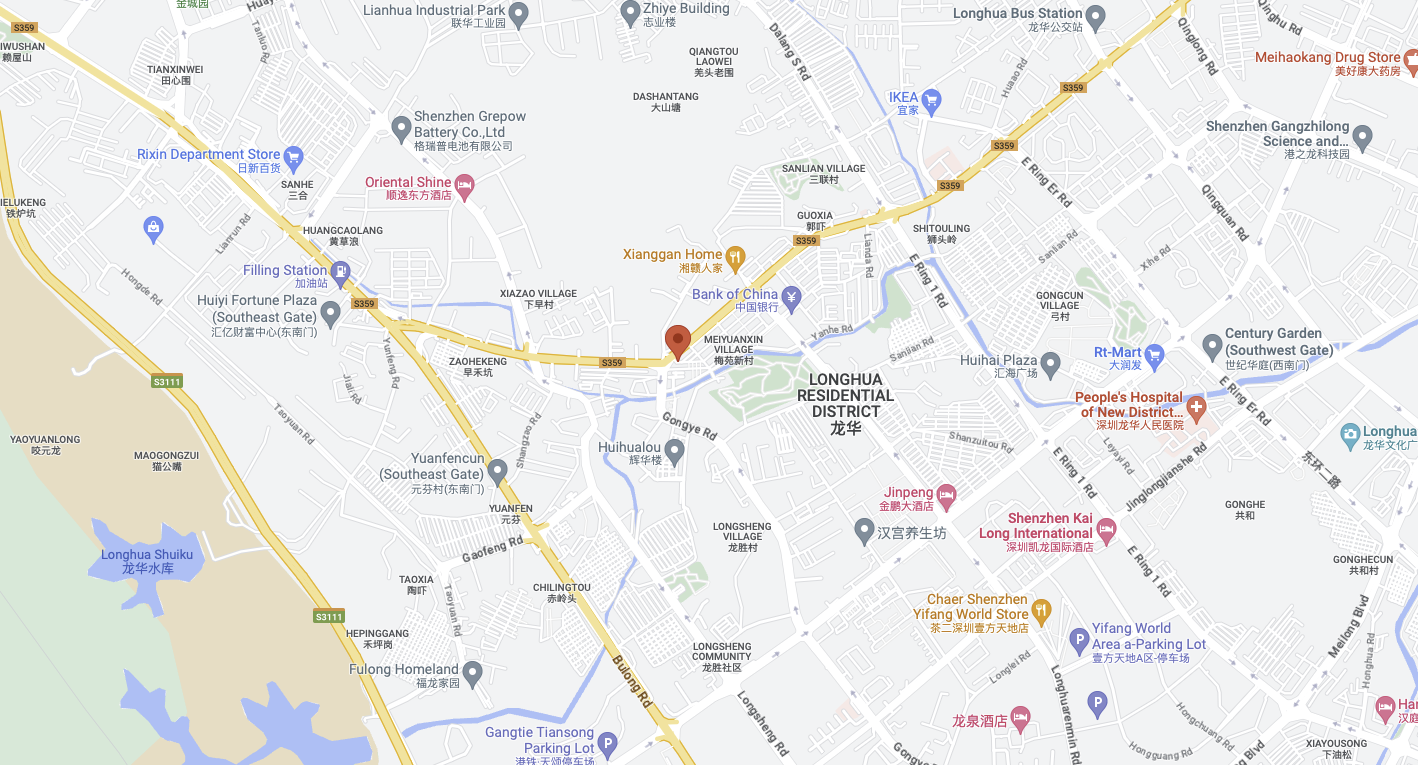 金城园
Lianhua Industrial Park
联华工业园
Zhiye Building
志业楼
Longhua Bus Station
龙华公交站
Qinghu Rd
S359
IWUSHAN
赖屋山
Tanluo Rd
Dalang S Rd
Qinglong Rd
TIANXINWEI
田心围
QIANGTOU
LAOWEI
羌头老围
Huaao Rd
Meihaokang Drug Store
美好康大药房
DASHANTANG
大山塘
IKEA
宜家
S359
Shenzhen Grepow
Battery Co.,Ltd
格瑞普电池有限公司
Shenzhen Gangzhilong
Science and...
港之龙科技园
Rixin Department Store
日新百货
S359
SANHE
三合
Oriental Shine
顺逸东方酒店
SANLIAN VILLAGE
三联村
S359
E Ring Er Rd
Qingquan Rd
IELUKENG
铁炉坑
Lianrun Rd
HUANGCAOLANG
黄草浪
GUOXIA
郭吓
S359
SHITOULING
狮头岭
Lianda Rd
Sanlian Rd
Xihe Rd
Xianggan Home
湘赣人家
E Ring 1 Rd
Filling Station
加油站
Hongde Rd
Huiyi Fortune Plaza
(Southeast Gate)
汇亿财富中心(东南门)
S359
XIAZAO VILLAGE
下早村
Bank of China
中国银行
GONGCUN
VILLAGE
弓村
Yanhe Rd
Century Garden
(Southwest Gate)
世纪华庭(西南门)
MEIYUANXIN
VILLAGE
梅苑新村
Sanlian Rd
Huihai Plaza
汇海广场
Rt-Mart
大润发
Yunfeng Rd
ZAOHEKENG
早禾坑
S359
S3111
Jiali Rd
LONGHUA
RESIDENTIAL
DISTRICT
龙华
People's Hospital
of New District...
深圳龙华人民医院
E Ring Er Rd
Taoyuan Rd
Shangzao Rd
Gongye Rd
Shanzuitou Rd
Leyayi Rd
Longhua
龙华文化广
YAOYUANLONG
咬元龙
MAOGONGZUI
猫公嘴
Huihualou
辉华楼
Yuanfencun
(Southeast Gate)
元芬村(东南门)
E Ring 1 Rd
Jinglongjianshe Rd
东环二路
Jinpeng
金鹏大酒店
YUANFEN
元芬
GONGHE
共和
Shenzhen Kai
Long International
深圳凯龙国际酒店
LONGSHENG
VILLAGE
龙胜村
汉宫养生坊
Longhua Shuiku
龙华水库
Gaofeng Rd
E Ring 1 Rd
GONGHECUN
共和村
TAOXIA
陶吓
CHILINGTOU
赤岭头
Taoyuan Rd
Chaer Shenzhen
Yifang World Store
茶二深圳壹方天地店
S3111
Yifang World
Area a-Parking Lot
壹方天地A区-停车场
Meilong Blvd
HEPINGGANG
禾坪岗
LONGSHENG
COMMUNITY
龙胜社区
Honghua Rd
Fulong Homeland
福龙家园
Bulong Rd
Longlei Rd
Longhuarenmin Rd
Longsheng Rd
龙泉酒店
Hongchuang Rd
Han
汉庭
Gangtie Tiansong
Parking Lot
港铁·天颂停车场
Hongguang Rd
XIAYOUSONG
下油松